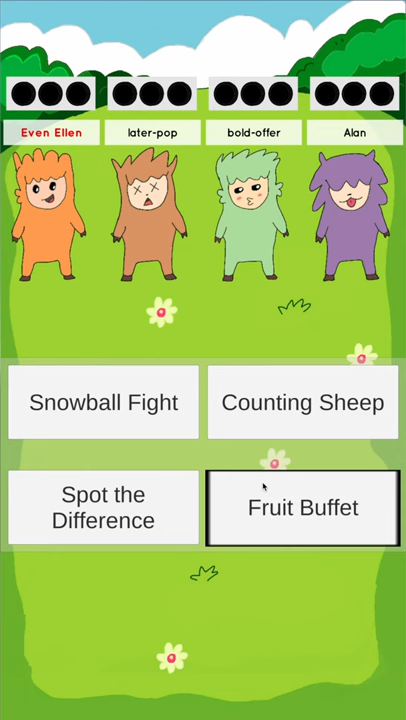 Even Ellen
later-pop
bold-offer
Alan
Snowball Fight
Counting Sheep
Spot the
Difference
Fruit Buffet